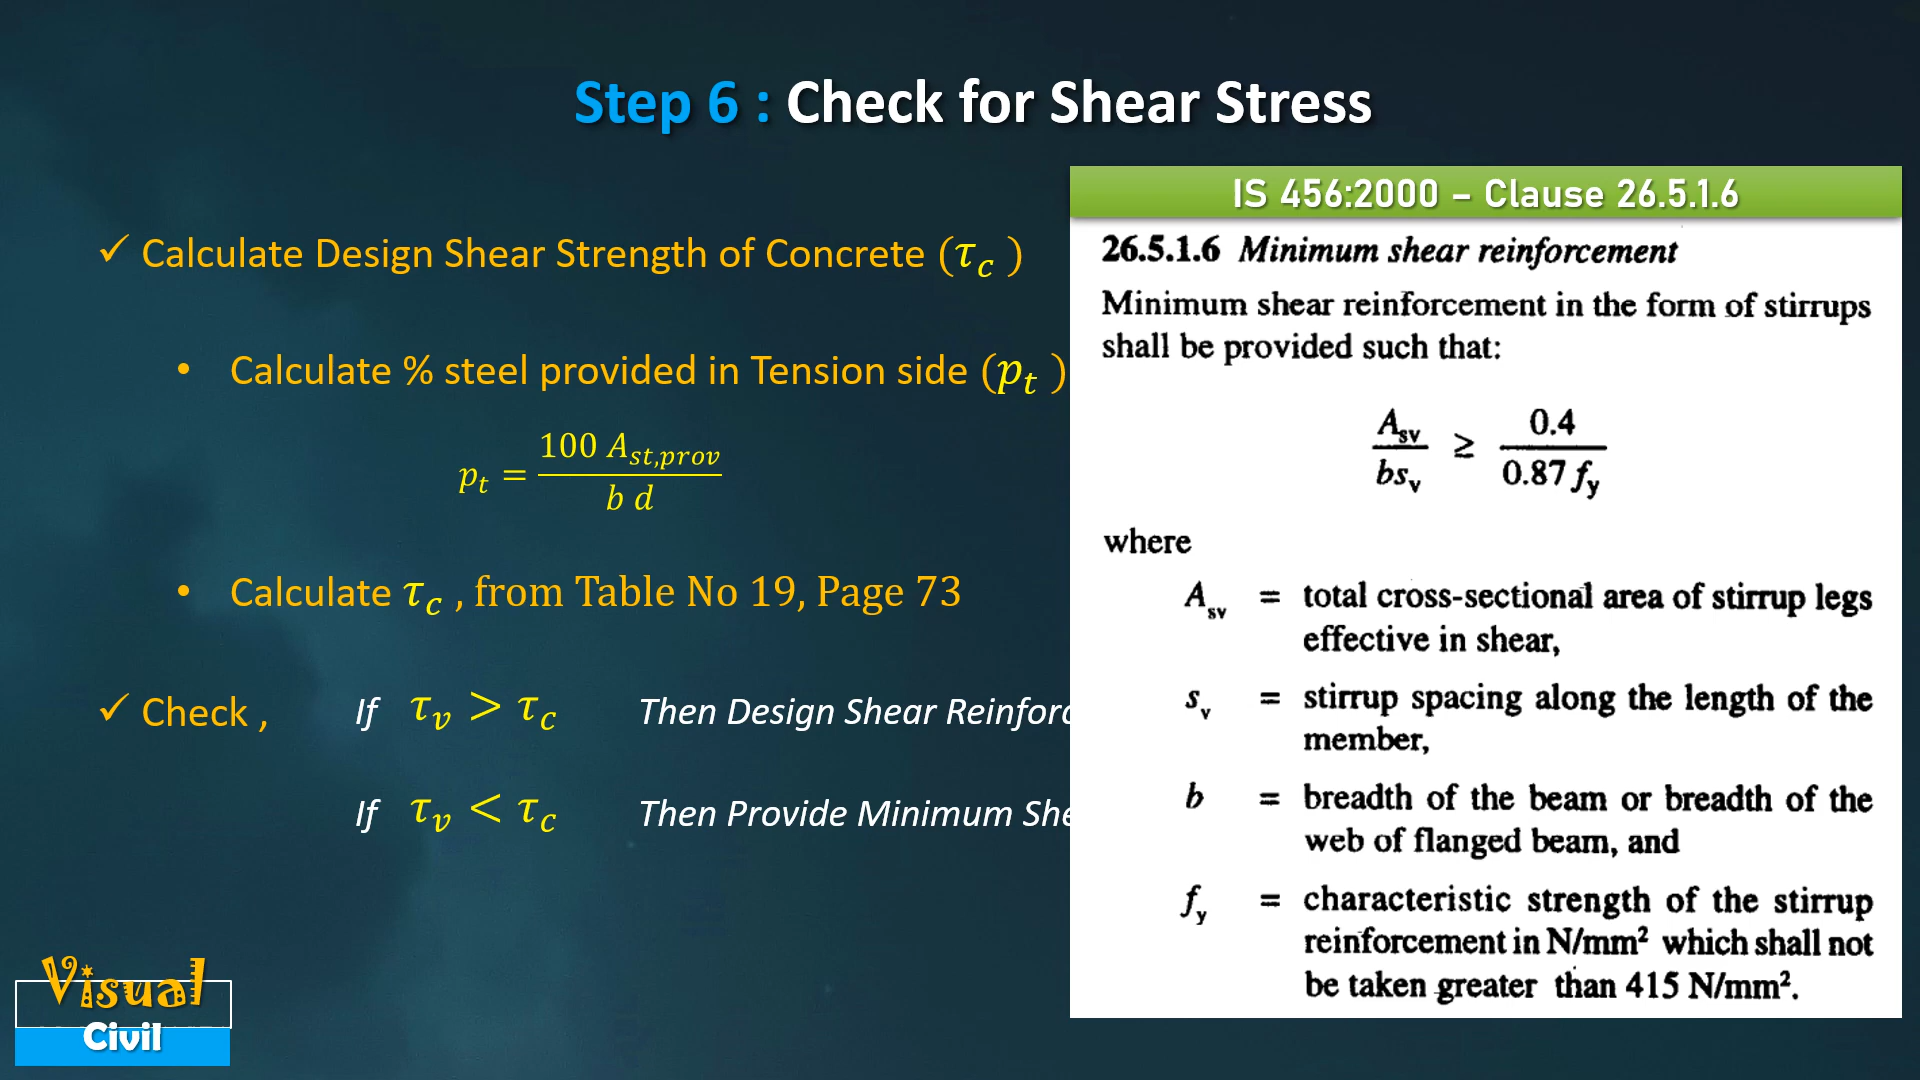 Step 6 : Check for Shear Stress
✓ Calculate Design Shear Strength of Concrete (τc )
• Calculate % steel provided in Tension side (pt )
pt = 100 Ast,prov / b d
• Calculate τc , from Table No 19, Page 73
✓ Check , If τv > τc Then Design Shear Reinforc
If τv < τc Then Provide Minimum She
IS 456:2000 – Clause 26.5.1.6
26.5.1.6 Minimum shear reinforcement
Minimum shear reinforcement in the form of stirrups
shall be provided such that:
Asv / bsv ≥ 0.4 / 0.87 fy
where
Asv = total cross-sectional area of stirrup legs
effective in shear,
sv = stirrup spacing along the length of the
member,
b = breadth of the beam or breadth of the
web of flanged beam, and
fy = characteristic strength of the stirrup
reinforcement in N/mm² which shall not
be taken greater than 415 N/mm².
Visual
Civil